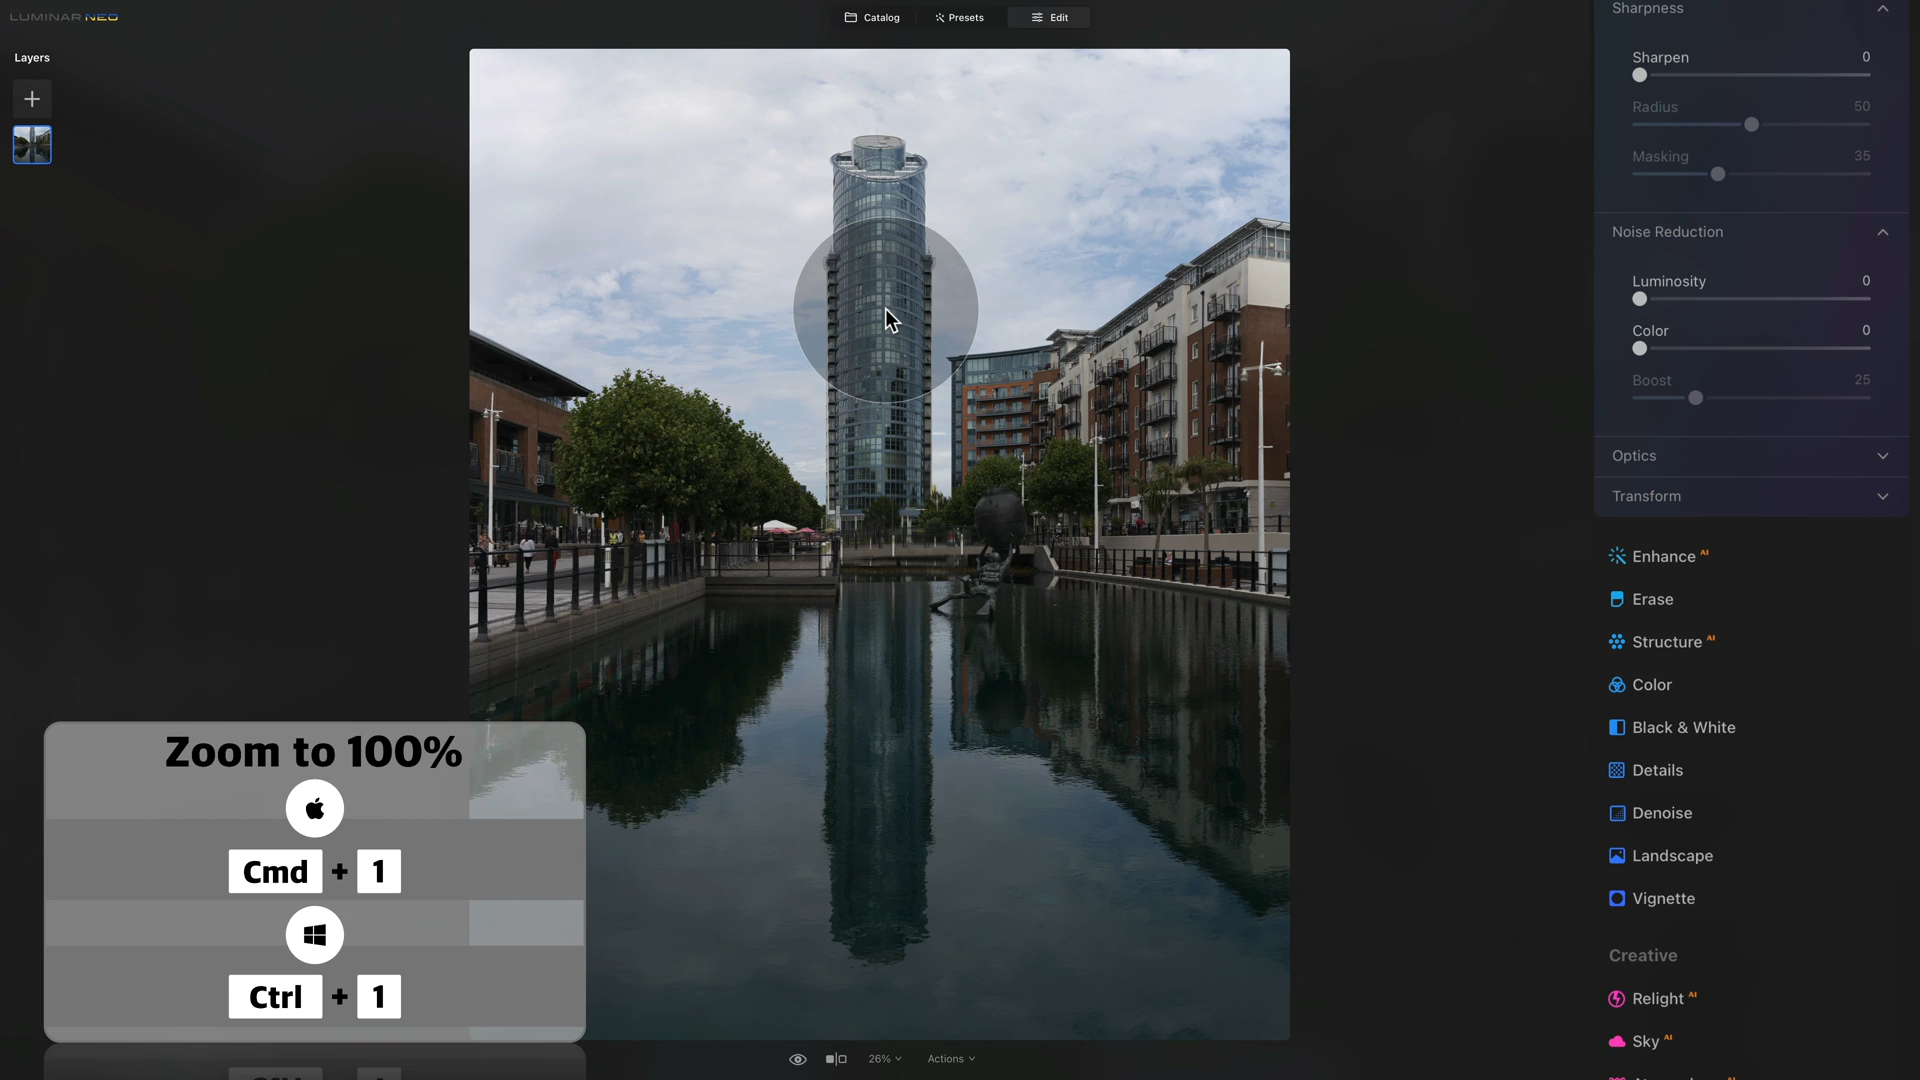 LUMINAR NEO
Catalog
Presets
Edit
Layers
Sharpness
Sharpen 0
Radius 50
Masking 35
Noise Reduction
Luminosity 0
Color 0
Boost 25
Optics
Transform
Enhance AI
Erase
Structure AI
Color
Black & White
Details
Denoise
Landscape
Vignette
Creative
Relight AI
Sky AI
Zoom to 100%
Cmd + 1
Ctrl + 1
26%
Actions